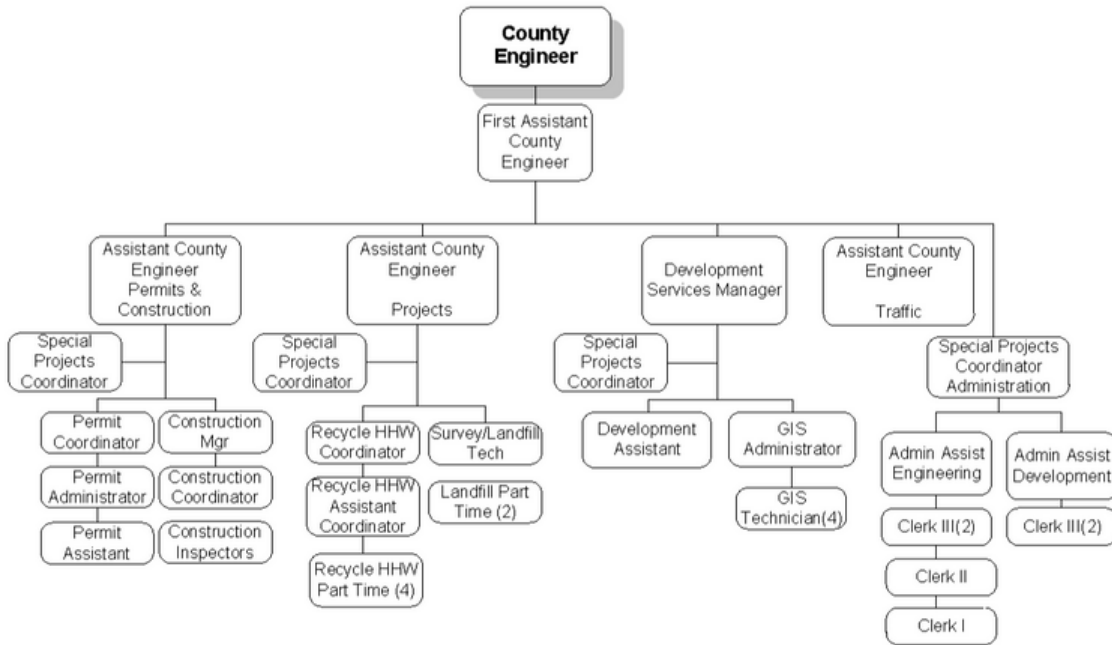 County
Engineer
First Assistant
County
Engineer
Assistant County
Engineer
Permits &
Construction
Assistant County
Engineer
Projects
Development
Services Manager
Assistant County
Engineer
Traffic
Special
Projects
Coordinator
Special
Projects
Coordinator
Special
Projects
Coordinator
Special Projects
Coordinator
Administration
Permit
Coordinator
Construction
Mgr
Permit
Administrator
Construction
Coordinator
Permit
Assistant
Construction
Inspectors
Recycle HHW
Coordinator
Survey/Landfill
Tech
Recycle HHW
Assistant
Coordinator
Landfill Part
Time (2)
Recycle HHW
Part Time (4)
Development
Assistant
GIS
Administrator
GIS
Technician(4)
Admin Assist
Engineering
Admin Assist
Development
Clerk III(2)
Clerk III(2)
Clerk II
Clerk I